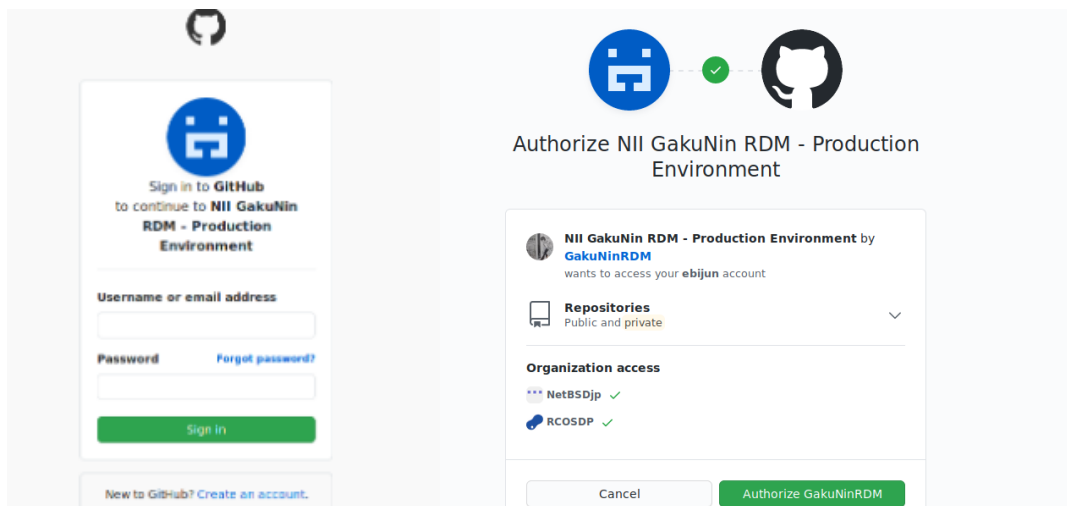 Sign in to GitHub
to continue to NII GakuNin
RDM - Production
Environment
Username or email address
Password Forgot password?
Sign in
New to GitHub? Create an account.
Authorize NII GakuNin RDM - Production
Environment
NII GakuNin RDM - Production Environment by
GakuNinRDM
wants to access your ebijun account
Repositories
Public and private
Organization access
NetBSDjp
RCOSDP
Cancel
Authorize GakuNinRDM